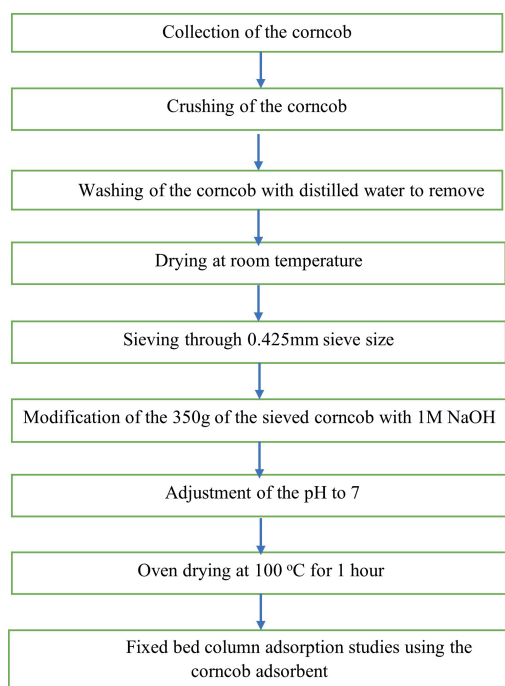 Collection of the corncob
Crushing of the corncob
Washing of the corncob with distilled water to remove
Drying at room temperature
Sieving through 0.425mm sieve size
Modification of the 350g of the sieved corncob with 1M NaOH
Adjustment of the pH to 7
Oven drying at 100 °C for 1 hour
Fixed bed column adsorption studies using the
corncob adsorbent